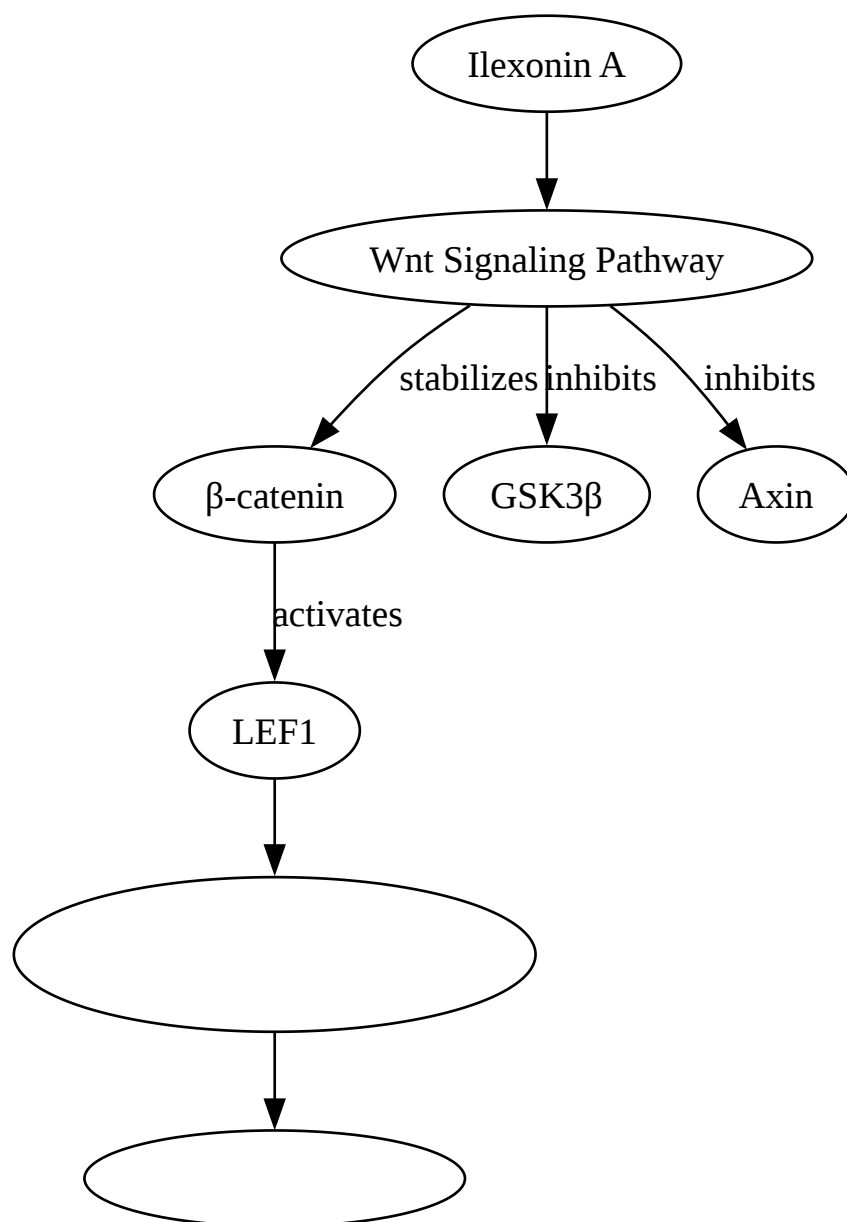 Ilexonin A
Wnt Signaling Pathway
stabilizes
inhibits
inhibits
β-catenin
GSK3β
Axin
activates
LEF1